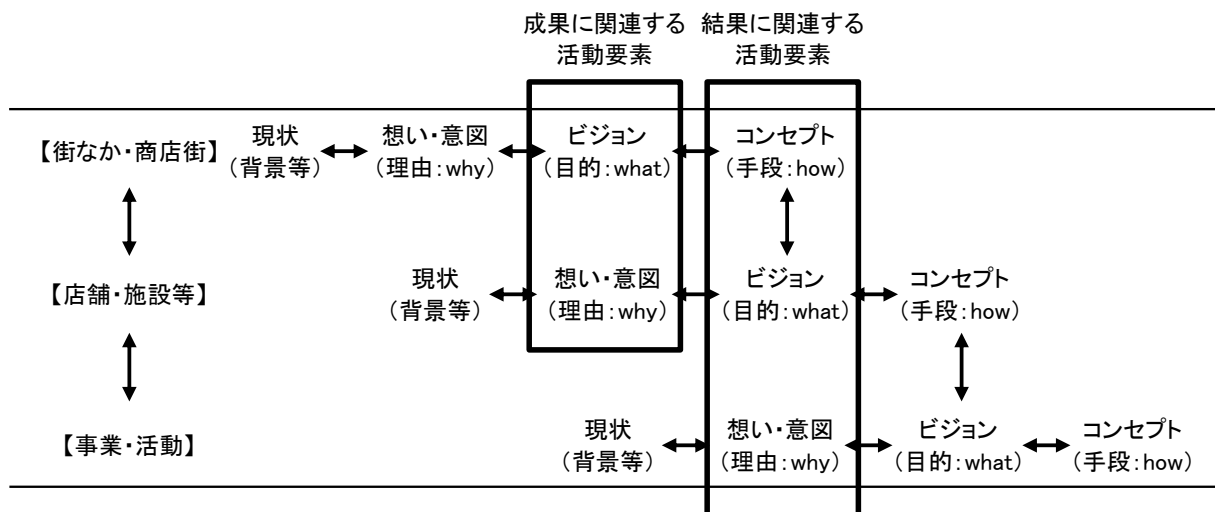 成果に関連する
活動要素
結果に関連する
活動要素
【街なか・商店街】
現状
(背景等)
想い・意図
(理由:why)
ビジョン
(目的:what)
コンセプト
(手段:how)
【店舗・施設等】
現状
(背景等)
想い・意図
(理由:why)
ビジョン
(目的:what)
コンセプト
(手段:how)
【事業・活動】
現状
(背景等)
想い・意図
(理由:why)
ビジョン
(目的:what)
コンセプト
(手段:how)